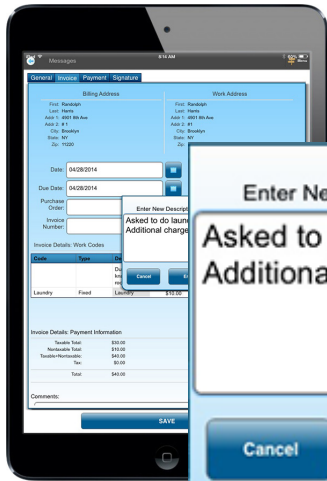 Messages
9:14 AM
General Invoice Payment Signature
Billing Address
Work Address
First: Randolph
First: Randolph
Last: Harris
Last: Harris
Addr 1: 4901 8th Ave
Addr 1: 4901 8th Ave
Addr 2: # 1
Addr 2: #1
City: Brooklyn
City: Brooklyn
State: NY
State: NY
Zip: 11220
Zip:
Date: 04/28/2014
Due Date: 04/28/2014
Purchase Order:
Invoice Number:
Enter New Descript
Asked to do laun
Additional charge
Cancel
Invoice Details: Work Codes
Code Type
Laundry Fixed Laundry $10.00
Invoice Details: Payment Information
Taxable Total: $30.00
Nontaxable Total: $10.00
Taxable+Nontaxable: $40.00
Tax: $0.00
Total: $40.00
Comments:
SAVE
Enter Ne
Asked to
Additiona
Cancel